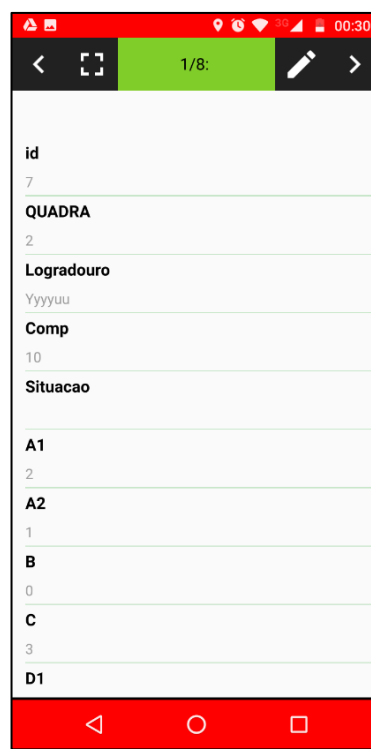 3G 00:30
1/8:
id
7
QUADRA
2
Logradouro
Yyyyuu
Comp
10
Situacao
A1
2
A2
1
B
0
C
3
D1